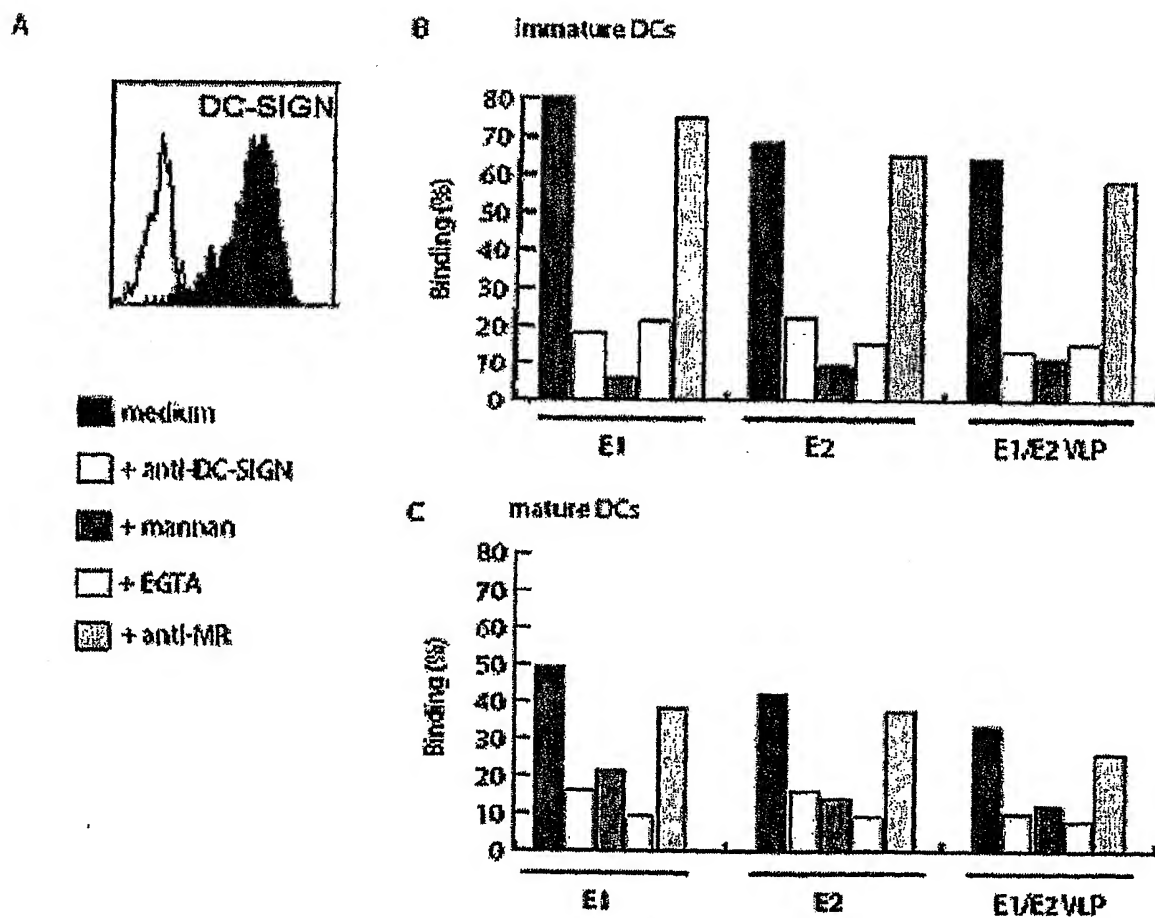 A
DC-SIGN
medium
+ anti-DC-SIGN
+ mannan
+ EGTA
+ anti-MR
B immature DCs
Binding (%)
80
70
60
50
40
30
20
10
0
E1
E2
E1/E2 VLP
C mature DCs
Binding (%)
80
70
60
50
40
30
20
10
0
E1
E2
E1/E2 VLP